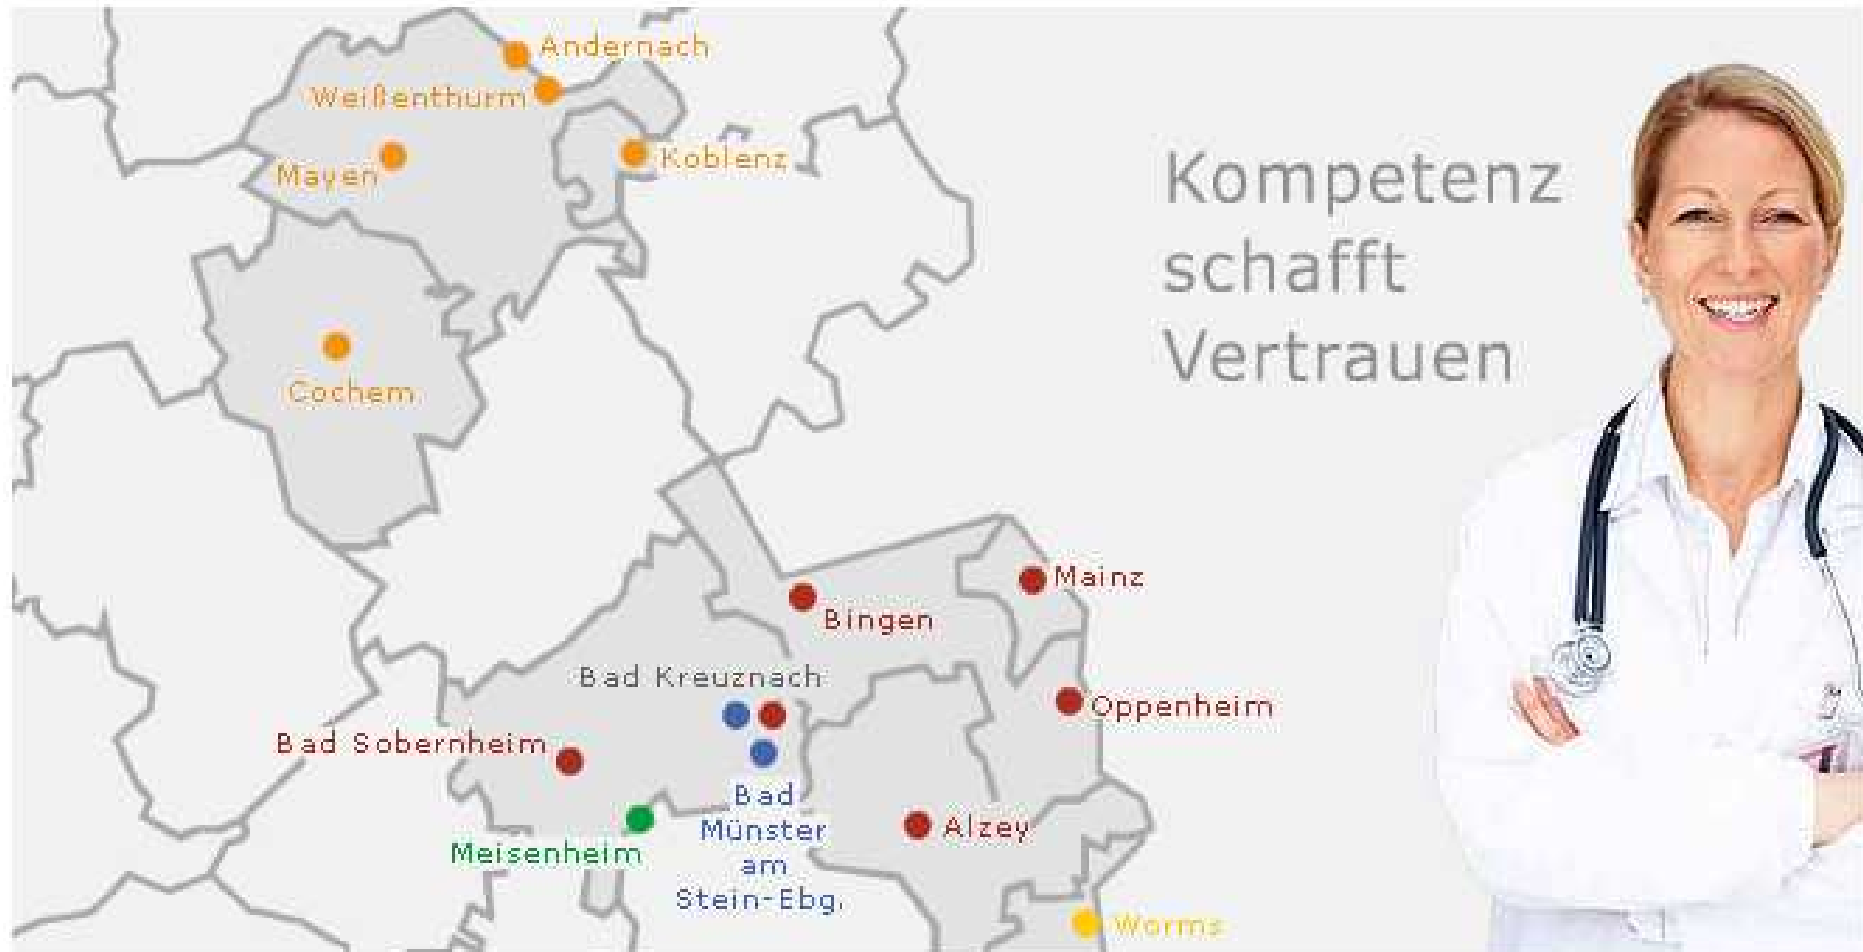 Andernach
Weißenthurm
Koblenz
Mayen
Cochem
Kompetenz
schafft
Vertrauen
Mainz
Bingen
Bad Kreuznach
Oppenheim
Bad Sobernheim
Bad
Münster
am
Stein-Ebg.
Alzey
Meisenheim
Worms